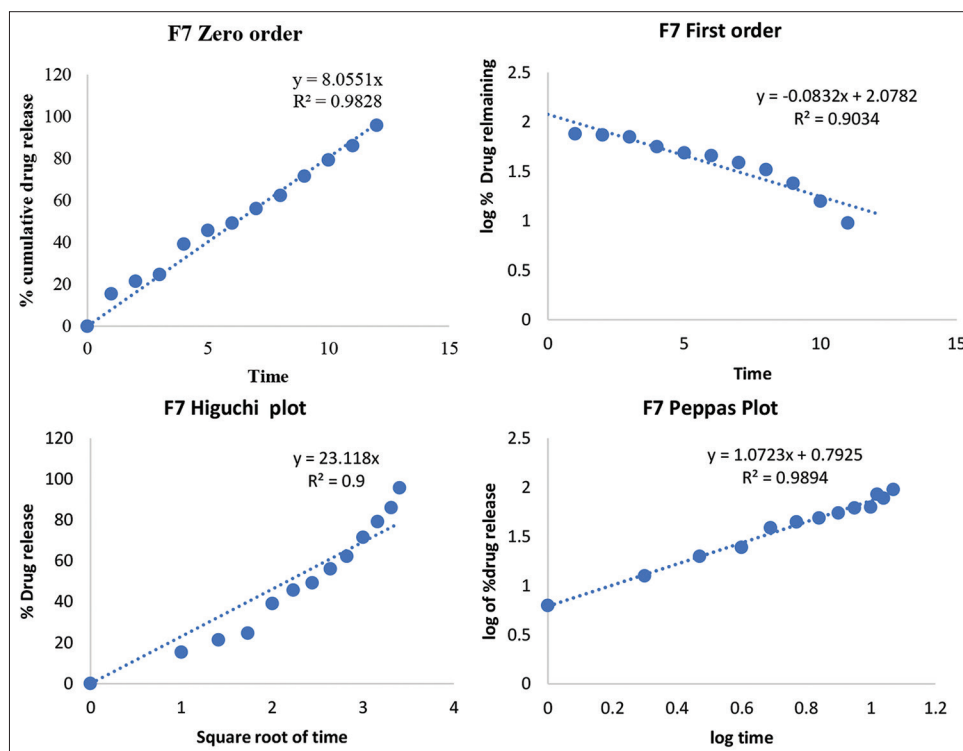 F7 Zero order
y = 8.0551x
R² = 0.9828
% cumulative drug release
120
100
80
60
40
20
0
0 5 10 15
Time
F7 First order
y = -0.0832x + 2.0782
R² = 0.9034
log % Drug relmaining
2.5
2
1.5
1
0.5
0
0 5 10 15
Time
F7 Higuchi plot
y = 23.118x
R² = 0.9
% Drug release
120
100
80
60
40
20
0
0 1 2 3 4
Square root of time
F7 Peppas Plot
y = 1.0723x + 0.7925
R² = 0.9894
log of %drug release
2.5
2
1.5
1
0.5
0
0 0.2 0.4 0.6 0.8 1 1.2
log time